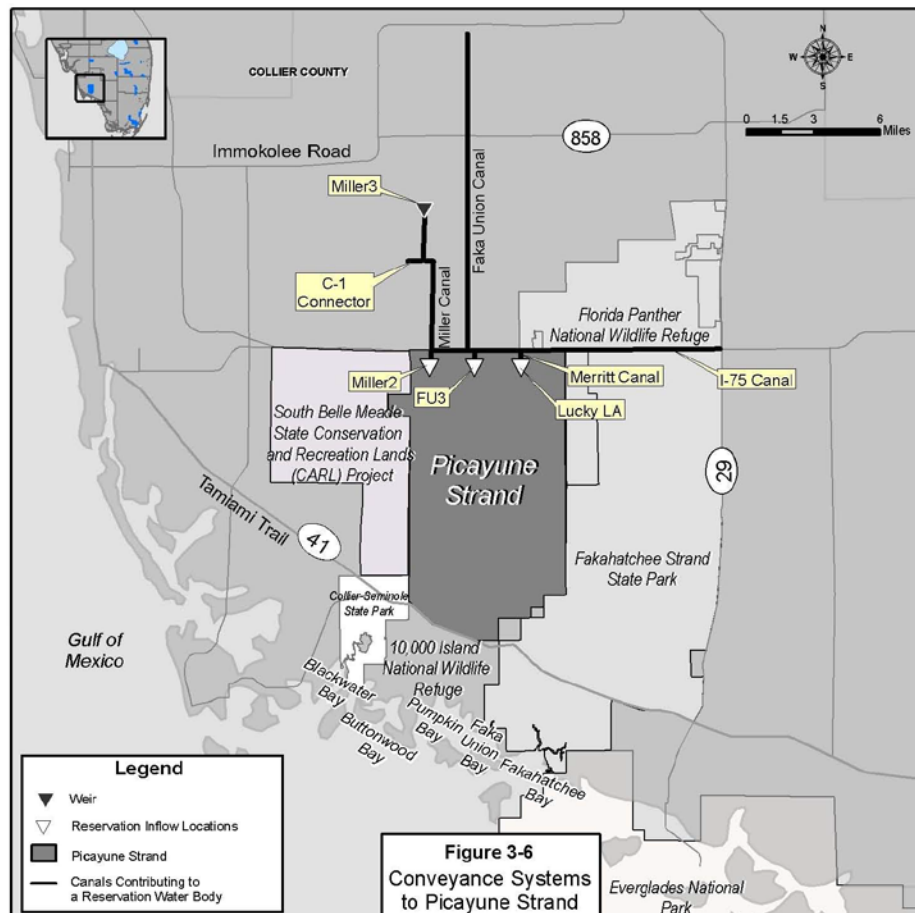 COLLIER COUNTY
N
W
E
S
0 1.5 3 6
Miles
858
Immokolee Road
Miller3
Faka Union Canal
C-1
Connector
Miller Canal
Florida Panther
National Wildlife Refuge
Miller2
FU3
Merritt Canal
I-75 Canal
Lucky LA
South Belle Meade
State Conservation
and Recreation Lands
(CARL) Project
Picayune
Strand
29
Tamiami Trail
41
Fakahatchee Strand
State Park
Collier-Seminole
State Park
Gulf of
Mexico
10,000 Island
National Wildlife
Refuge
Blackwater
Bay
Buttonwood
Bay
Pumpkin
Bay
Faka
Union
Bay
Fakahatchee
Bay
Legend
Weir
Reservation Inflow Locations
Picayune Strand
Canals Contributing to
a Reservation Water Body
Figure 3-6
Conveyance Systems
to Picayune Strand
Everglades National
Park